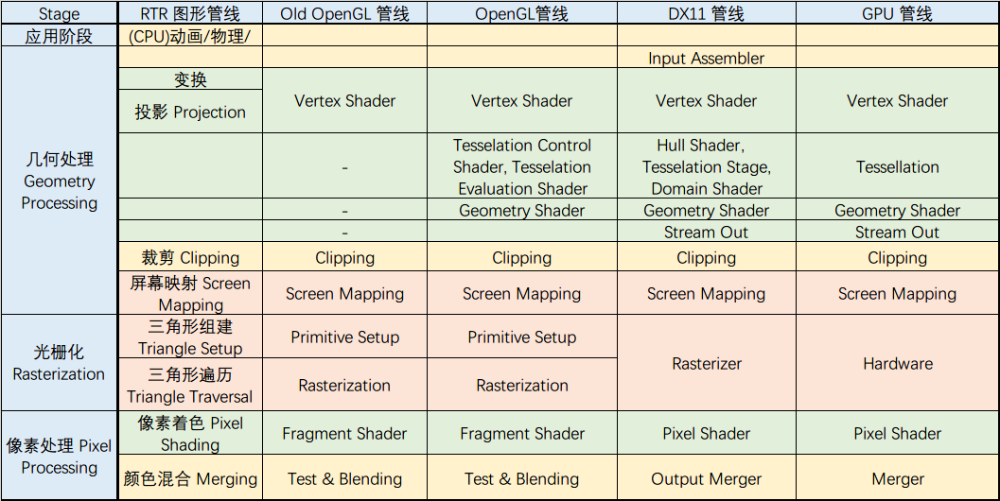 Stage RTR 图形管线 Old OpenGL 管线 OpenGL管线 DX11 管线 GPU 管线
应用阶段 (CPU)动画/物理/
Input Assembler
几何处理
Geometry
Processing
变换
投影 Projection
Vertex Shader Vertex Shader Vertex Shader Vertex Shader
-
Tesselation Control
Shader, Tesselation
Evaluation Shader
Hull Shader,
Tesselation Stage,
Domain Shader
Tessellation
- Geometry Shader Geometry Shader Geometry Shader
- Stream Out Stream Out
裁剪 Clipping Clipping Clipping Clipping Clipping
屏幕映射 Screen
Mapping
Screen Mapping Screen Mapping Screen Mapping Screen Mapping
光栅化
Rasterization
三角形组建
Triangle Setup
Primitive Setup Primitive Setup
Rasterizer Hardware
三角形遍历
Triangle Traversal
Rasterization Rasterization
像素处理 Pixel
Processing
像素着色 Pixel
Shading
Fragment Shader Fragment Shader Pixel Shader Pixel Shader
颜色混合 Merging Test & Blending Test & Blending Output Merger Merger